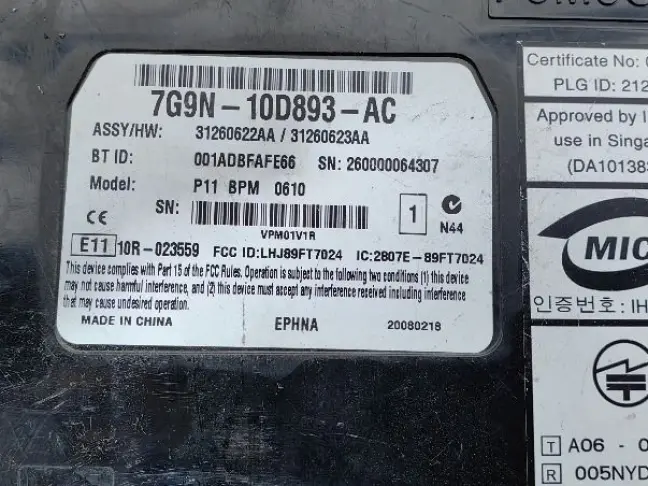 7G9N-10D893-AC
ASSY/HW: 31260622AA / 31260623AA
BT ID: 001ADBFAFE66 SN: 260000064307
Model: P11 BPM 0610
SN:
VPM01V1R
1
N44
CE
E11 10R-023559 FCC ID:LHJ89FT7024 IC:2807E-89FT7024
This device complies with Part 15 of the FCC Rules. Operation is subject to the following two conditions (1) this device
may not cause harmful interference, and (2) this device must accept any interference received including interference
that may cause undesired operation.
MADE IN CHINA EPHNA 20080218
Certificate No:
PLG ID: 212
Approved by
use in Singa
(DA10138
MIC
인증번호: IH
T A06 - 0
R 005NYD